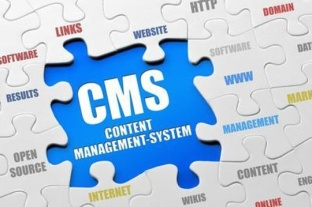 HTTP
DOMAIN
LINKS
WEBSITE
SOFTWARE
SOFTWARE
RESULTS
WWW
CMS
CONTENT
MANAGEMENT-SYSTEM
MANAGEMENT
OPEN
SOURCE
CONTENT
INTERNET
WIKIS
ONLINE